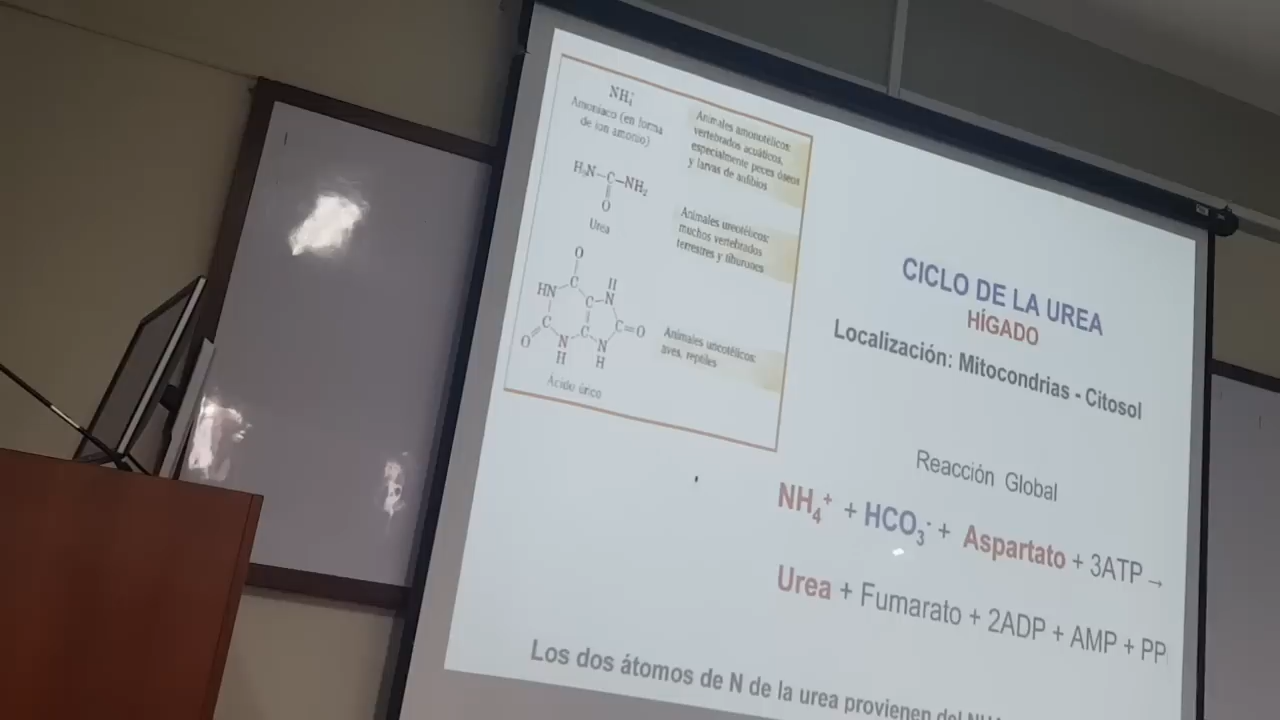 NH₄⁺
Amoniaco (en forma
de ion amonio)
Animales amonotélicos:
vertebrados acuáticos,
especialmente peces óseos
y larvas de anfibios
H₂N–C–NH₂
O
Urea
Animales ureotélicos:
muchos vertebrados
terrestres y tiburones
O
C
H
N
HN
C
C
C=O
O
C
N
H
N
H
Ácido úrico
Animales uricotélicos:
aves, reptiles
CICLO DE LA UREA
HÍGADO
Localización: Mitocondrias - Citosol
Reacción Global
NH₄⁺ + HCO₃⁻ + Aspartato + 3ATP →
Urea + Fumarato + 2ADP + AMP + PP
Los dos átomos de N de la urea provienen del